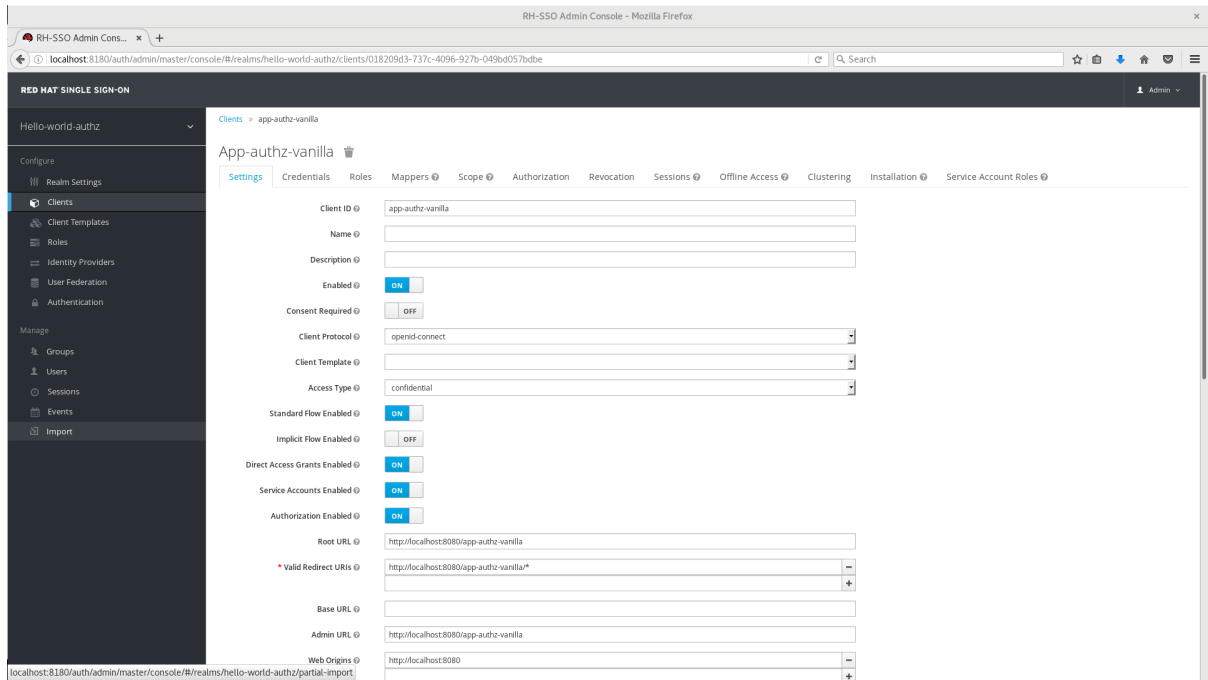 RH-SSO Admin Console - Mozilla Firefox
RH-SSO Admin Cons...
localhost:8180/auth/admin/master/console/#/realms/hello-world-authz/clients/018209d3-737c-4096-927b-049bd057bdbe
Search
RED HAT SINGLE SIGN-ON
Admin
Hello-world-authz
Configure
Realm Settings
Clients
Client Templates
Roles
Identity Providers
User Federation
Authentication
Manage
Groups
Users
Sessions
Events
Import
Clients » app-authz-vanilla
App-authz-vanilla
Settings Credentials Roles Mappers Scope Authorization Revocation Sessions Offline Access Clustering Installation Service Account Roles
Client ID app-authz-vanilla
Name
Description
Enabled ON
Consent Required OFF
Client Protocol openid-connect
Client Template
Access Type confidential
Standard Flow Enabled ON
Implicit Flow Enabled OFF
Direct Access Grants Enabled ON
Service Accounts Enabled ON
Authorization Enabled ON
Root URL http://localhost:8080/app-authz-vanilla
* Valid Redirect URIs http://localhost:8080/app-authz-vanilla/*
Base URL
Admin URL http://localhost:8080/app-authz-vanilla
Web Origins http://localhost:8080
localhost:8180/auth/admin/master/console/#/realms/hello-world-authz/partial-import